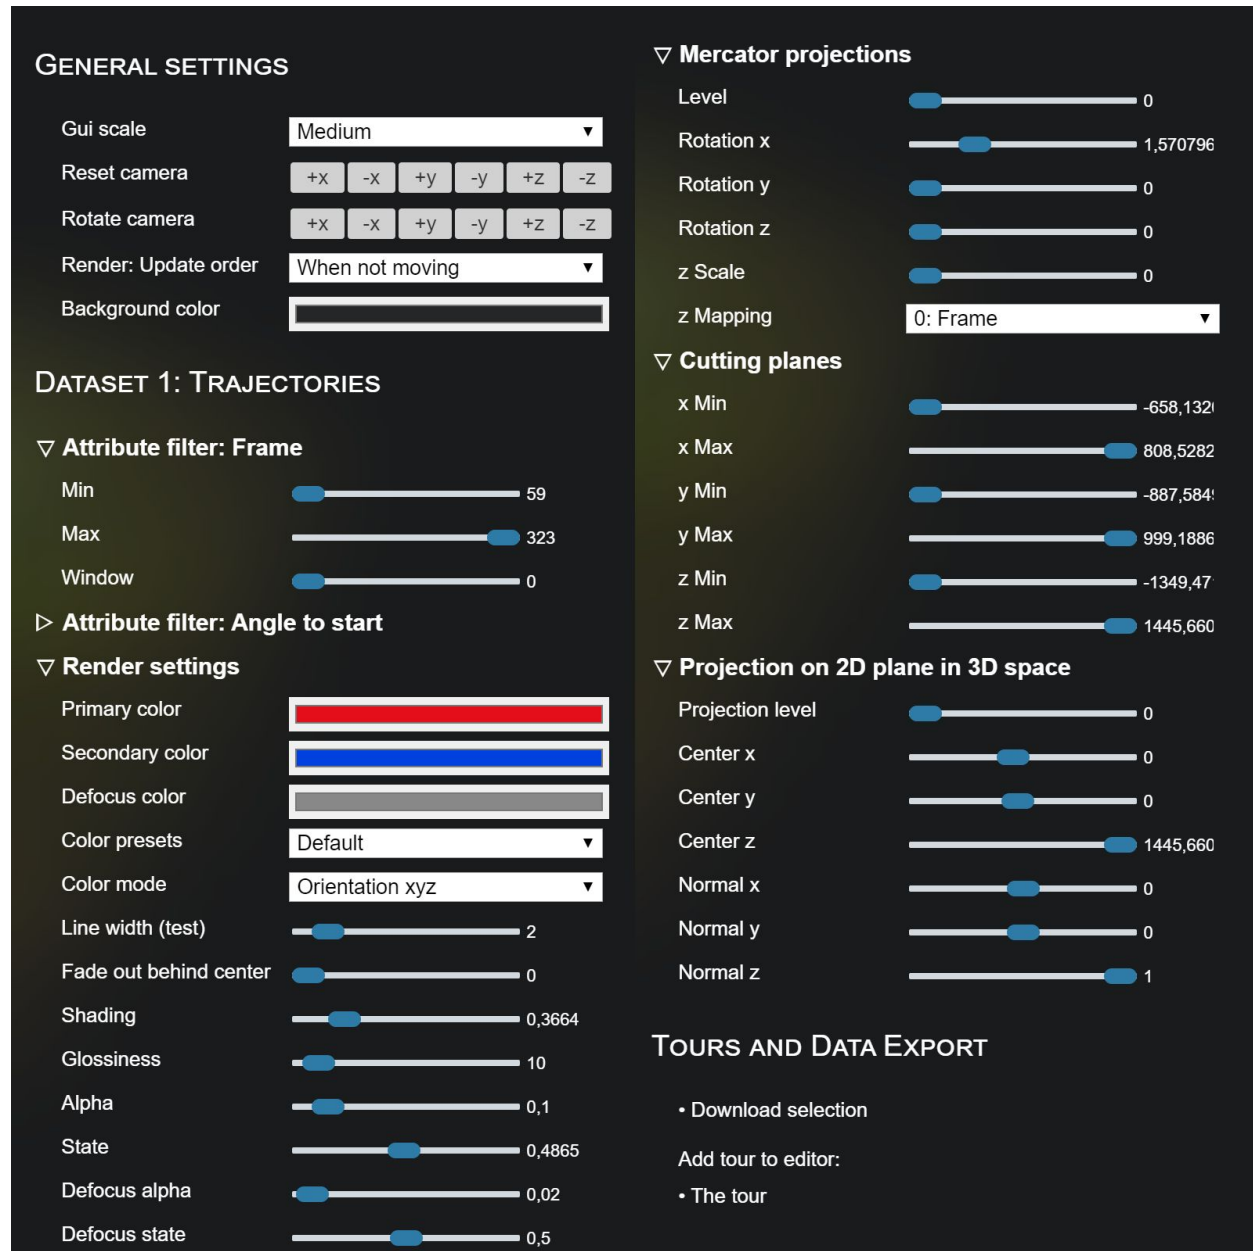 GENERAL SETTINGS
Gui scale Medium
Reset camera +x -x +y -y +z -z
Rotate camera +x -x +y -y +z -z
Render: Update order When not moving
Background color
DATASET 1: TRAJECTORIES
Attribute filter: Frame
Min 59
Max 323
Window 0
Attribute filter: Angle to start
Render settings
Primary color
Secondary color
Defocus color
Color presets Default
Color mode Orientation xyz
Line width (test) 2
Fade out behind center 0
Shading 0,3664
Glossiness 10
Alpha 0,1
State 0,4865
Defocus alpha 0,02
Defocus state 0,5
Mercator projections
Level 0
Rotation x 1,570796
Rotation y 0
Rotation z 0
z Scale 0
z Mapping 0: Frame
Cutting planes
x Min -658,132
x Max 808,5282
y Min -887,584
y Max 999,1886
z Min -1349,47
z Max 1445,660
Projection on 2D plane in 3D space
Projection level 0
Center x 0
Center y 0
Center z 1445,660
Normal x 0
Normal y 0
Normal z 1
TOURS AND DATA EXPORT
• Download selection
Add tour to editor:
• The tour